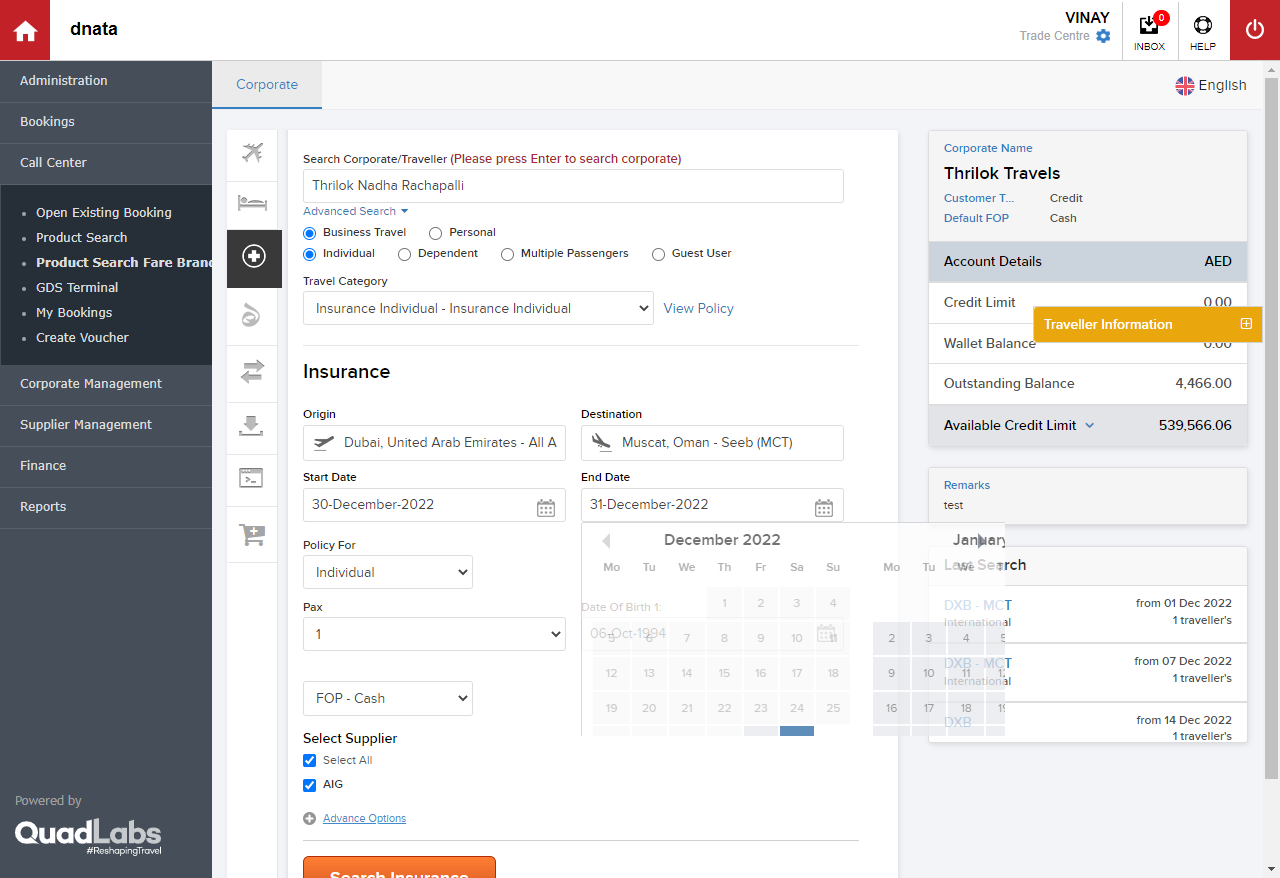 dnata
VINAY
Trade Centre
0
INBOX
HELP
Administration
Bookings
Call Center
Open Existing Booking
Product Search
Product Search Fare Bran
GDS Terminal
My Bookings
Create Voucher
Corporate Management
Supplier Management
Finance
Reports
Powered by
QuadLabs
#ReshapingTravel
Corporate
English
Search Corporate/Traveller (Please press Enter to search corporate)
Thrilok Nadha Rachapalli
Advanced Search
Business Travel Personal
Individual Dependent Multiple Passengers Guest User
Travel Category
Insurance Individual - Insurance Individual View Policy
Insurance
Origin Destination
Dubai, United Arab Emirates - All A Muscat, Oman - Seeb (MCT)
Start Date End Date
30-December-2022 31-December-2022
Policy For
Individual
Pax
1
FOP - Cash
Select Supplier
Select All
AIG
Advance Options
Search Insurance
December 2022 January
Mo Tu We Th Fr Sa Su Mo Tu We
1 2 3 4
Date Of Birth 1:
06-Oct-1994
5 6 7 8 9 10 11 2 3 4 5
12 13 14 15 16 17 18 9 10 11 12
19 20 21 22 23 24 25 16 17 18 19
Corporate Name
Thrilok Travels
Customer T... Credit
Default FOP Cash
Account Details AED
Credit Limit 0.00
Traveller Information
Wallet Balance 0.00
Outstanding Balance 4,466.00
Available Credit Limit 539,566.06
Remarks
test
Last Search
DXB - MCT from 01 Dec 2022
International 1 traveller's
DXB - MCT from 07 Dec 2022
International 1 traveller's
DXB from 14 Dec 2022
1 traveller's